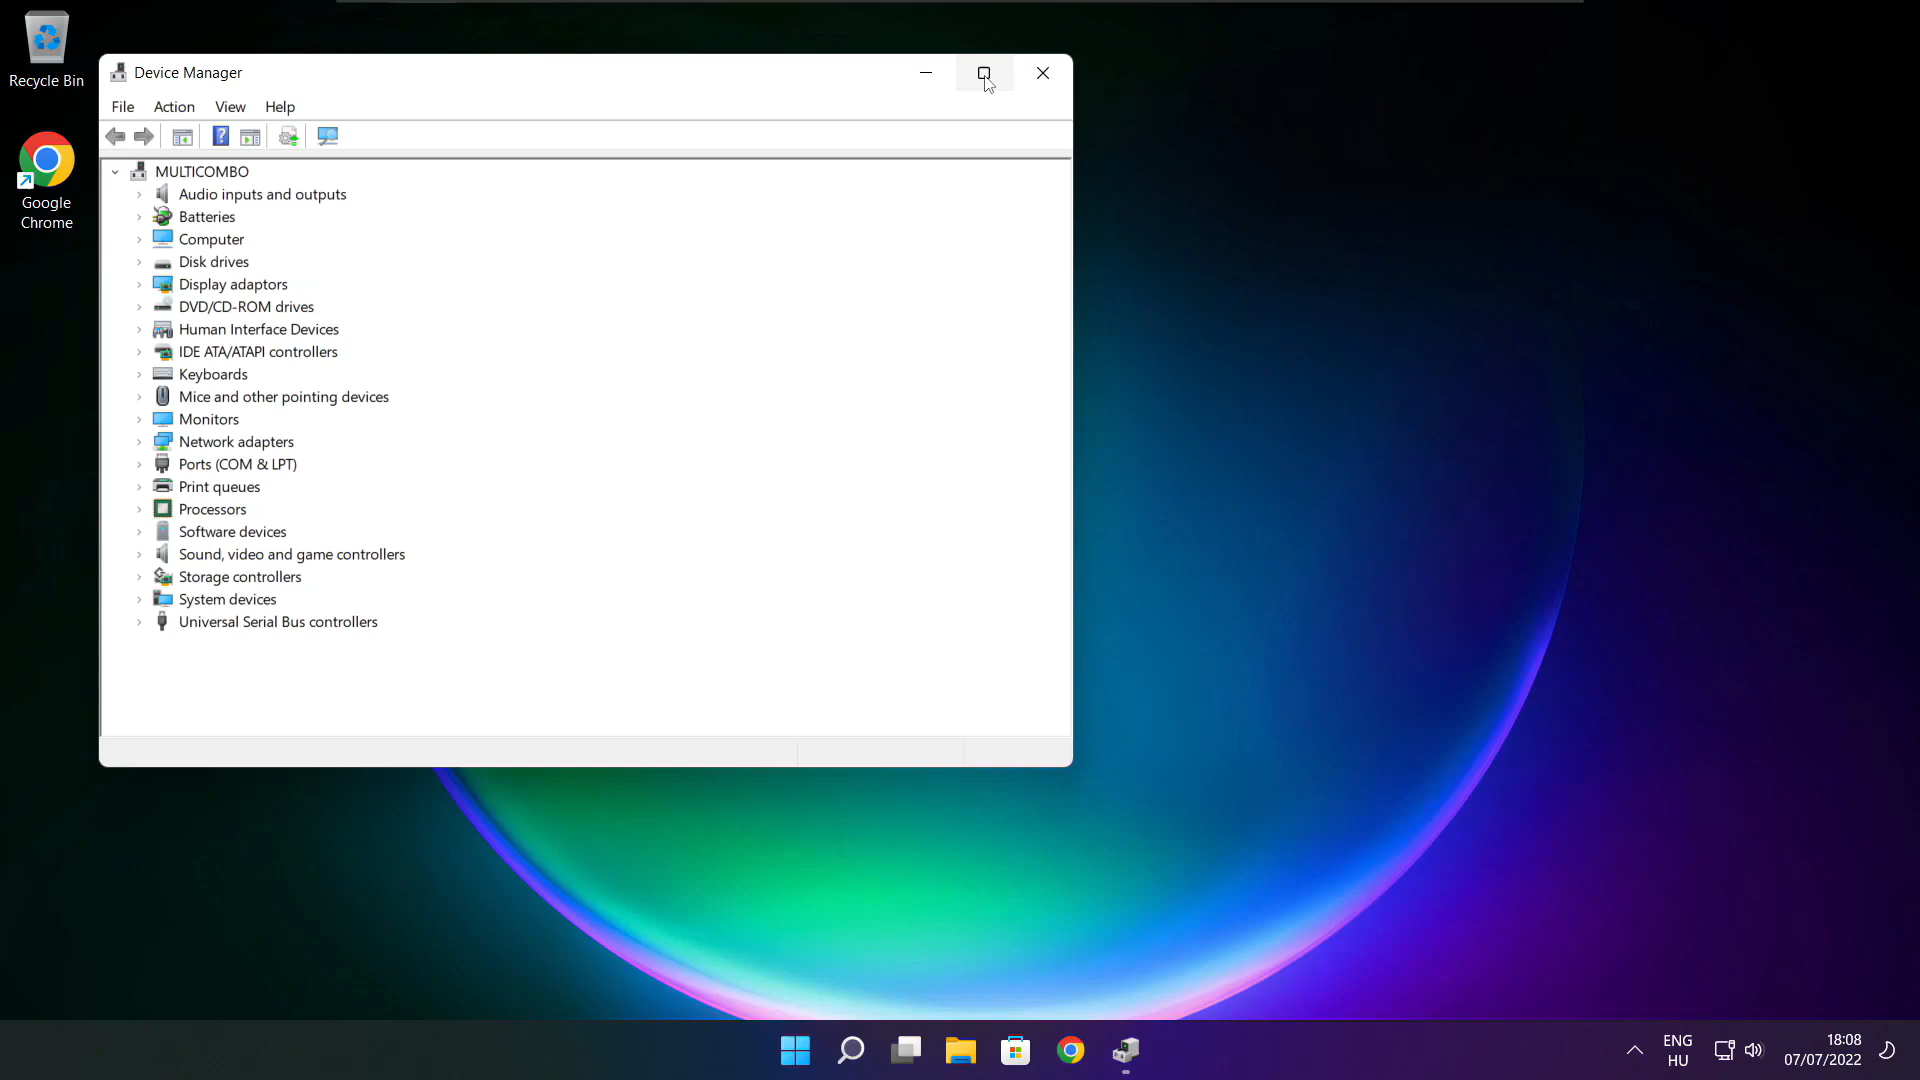 Recycle Bin
Google
Chrome
Device Manager
File Action View Help
MULTICOMBO
Audio inputs and outputs
Batteries
Computer
Disk drives
Display adaptors
DVD/CD-ROM drives
Human Interface Devices
IDE ATA/ATAPI controllers
Keyboards
Mice and other pointing devices
Monitors
Network adapters
Ports (COM & LPT)
Print queues
Processors
Software devices
Sound, video and game controllers
Storage controllers
System devices
Universal Serial Bus controllers
ENG
HU
18:08
07/07/2022